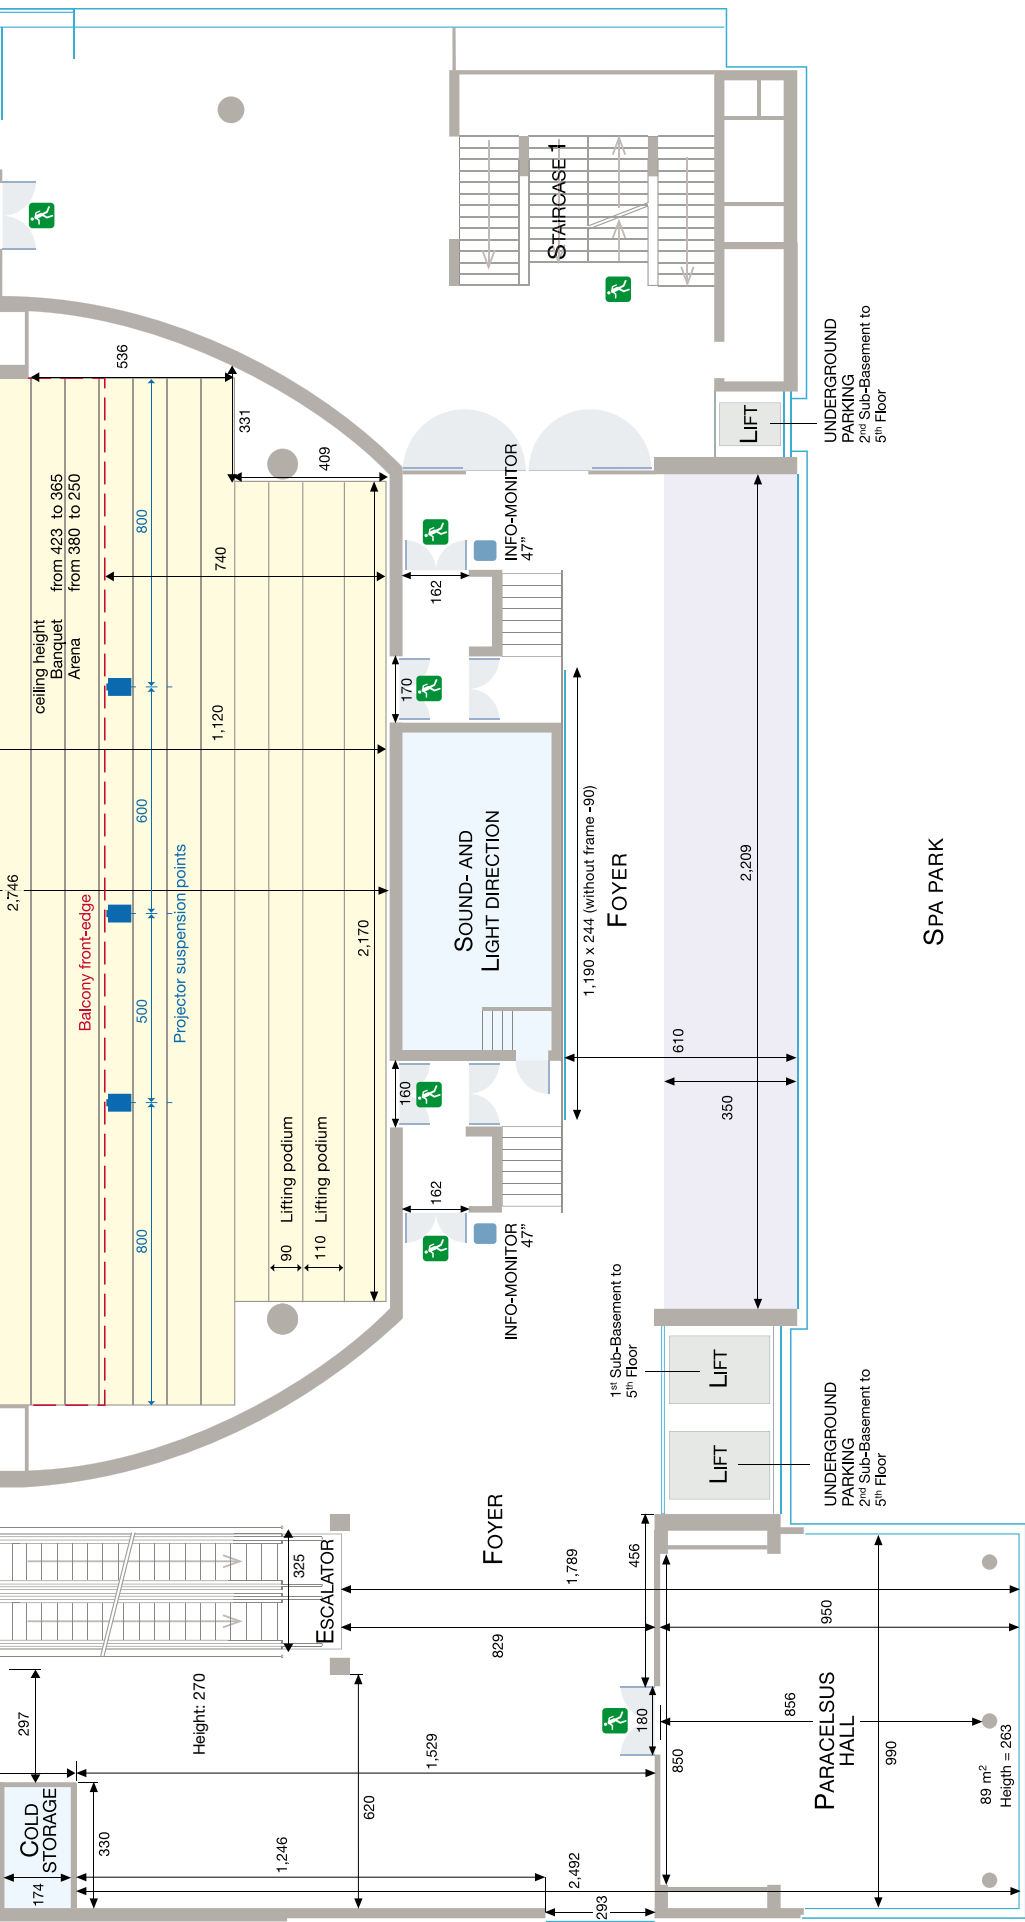 536
331
409
STAIRCASE 1
UNDERGROUND
PARKING
2nd Sub-Basement to
5th Floor
LIFT
ceiling height
Banquet from 423 to 365
Arena from 380 to 250
800
740
162
INFO-MONITOR
47”
170
1,120
600
2,746
Balcony front-edge
Projector suspension points
500
2,170
SOUND- AND
LIGHT DIRECTION
1,190 x 244 (without frame -90)
FOYER
2,209
SPA PARK
610
350
160
90 Lifting podium
110 Lifting podium
800
162
INFO-MONITOR
47”
1st Sub-Basement to
5th Floor
LIFT
LIFT
UNDERGROUND
PARKING
2nd Sub-Basement to
5th Floor
FOYER
325
ESCALATOR
1,789
456
829
950
297
Height: 270
180
856
PARACELSUS
HALL
850
990
89 m²
Heigth = 263
1,529
620
COLD
STORAGE
330
174
1,246
2,492
293